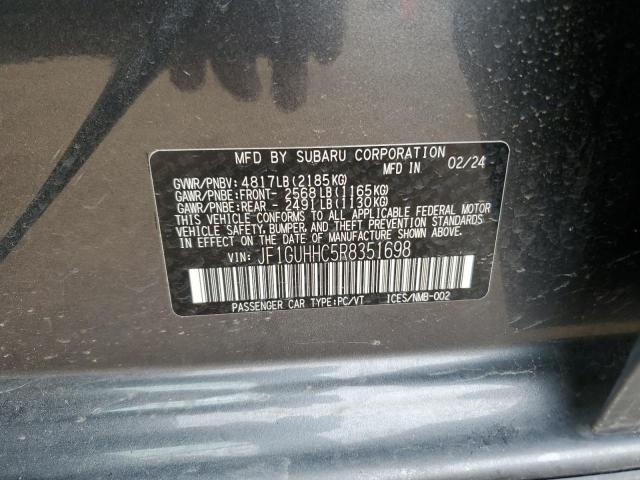 MFD BY SUBARU CORPORATION
MFD IN 02/24
GVWR/PNBV: 4817LB(2185KG)
GAWR/PNBE:FRONT- 2568LB(1165KG)
GAWR/PNBE:REAR - 2491LB(1130KG)
THIS VEHICLE CONFORMS TO ALL APPLICABLE FEDERAL MOTOR
VEHICLE SAFETY, BUMPER, AND THEFT PREVENTION STANDARDS
IN EFFECT ON THE DATE OF MANUFACTURE SHOWN ABOVE.
VIN: JF1GUHHC5R8351698
PASSENGER CAR TYPE:PC/VT ICES/NMB-002